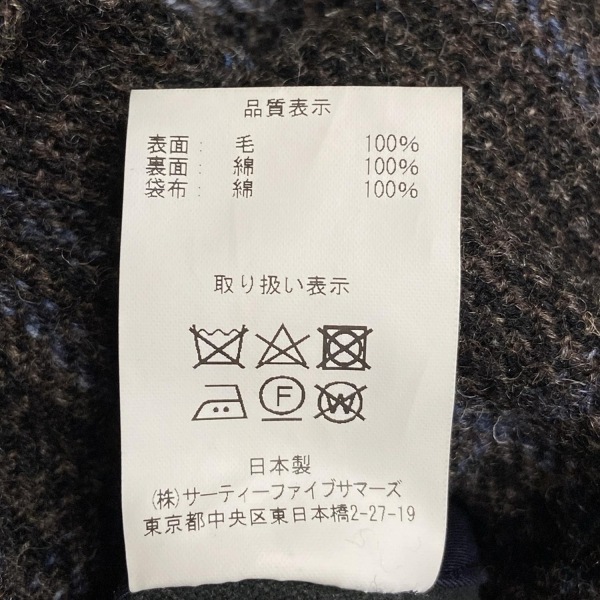 品質表示
表面: 毛 100%
裏面: 綿 100%
袋布: 綿 100%
取り扱い表示
F W
日本製
(株)サーティーファイブサマーズ
東京都中央区東日本橋2-27-19